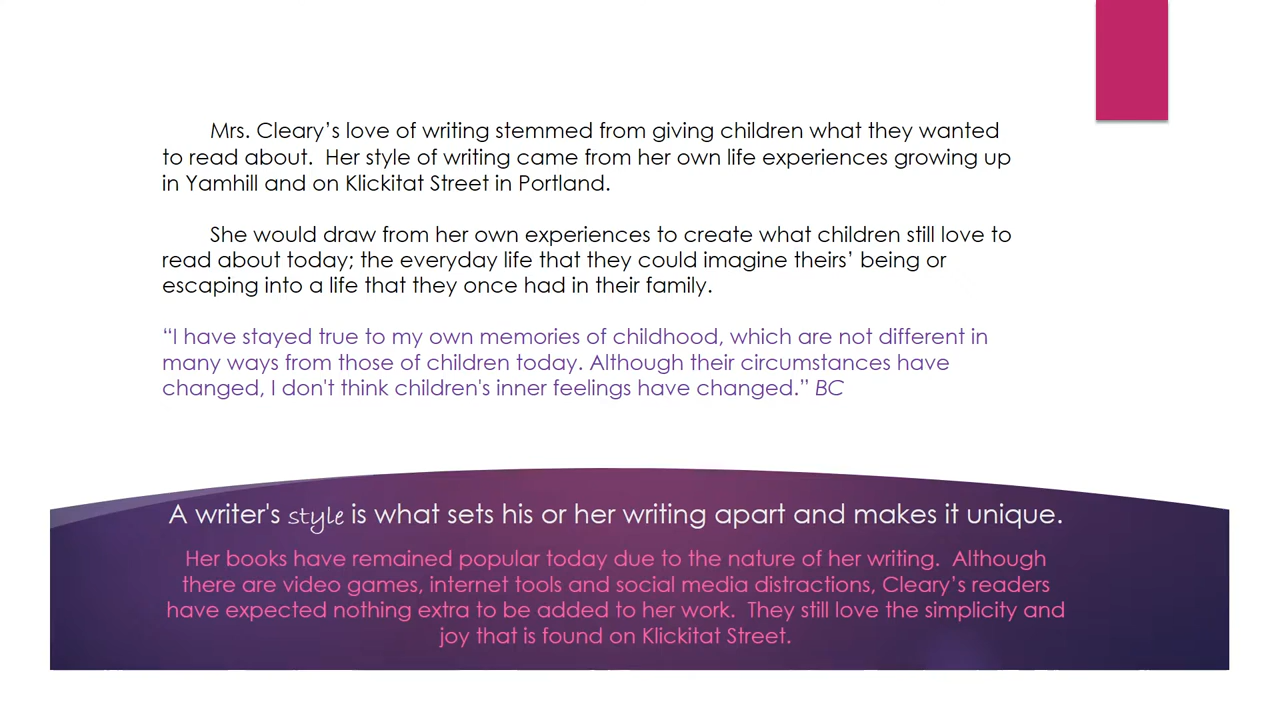 Mrs. Cleary’s love of writing stemmed from giving children what they wanted
to read about.  Her style of writing came from her own life experiences growing up
in Yamhill and on Klickitat Street in Portland.
She would draw from her own experiences to create what children still love to
read about today; the everyday life that they could imagine theirs’ being or
escaping into a life that they once had in their family.
“I have stayed true to my own memories of childhood, which are not different in
many ways from those of children today. Although their circumstances have
changed, I don't think children's inner feelings have changed.” BC
A writer's style is what sets his or her writing apart and makes it unique.
Her books have remained popular today due to the nature of her writing.  Although
there are video games, internet tools and social media distractions, Cleary’s readers
have expected nothing extra to be added to her work.  They still love the simplicity and
joy that is found on Klickitat Street.